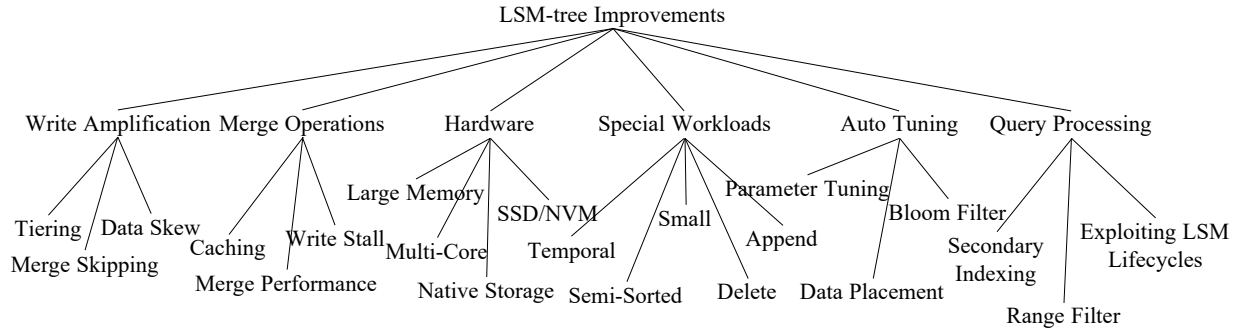 LSM-tree Improvements
Write Amplification
Merge Operations
Hardware
Special Workloads
Auto Tuning
Query Processing
Tiering
Merge Skipping
Data Skew
Caching
Merge Performance
Write Stall
Large Memory
Multi-Core
Native Storage
SSD/NVM
Temporal
Semi-Sorted
Small
Delete
Append
Parameter Tuning
Data Placement
Bloom Filter
Secondary
Indexing
Range Filter
Exploiting LSM
Lifecycles